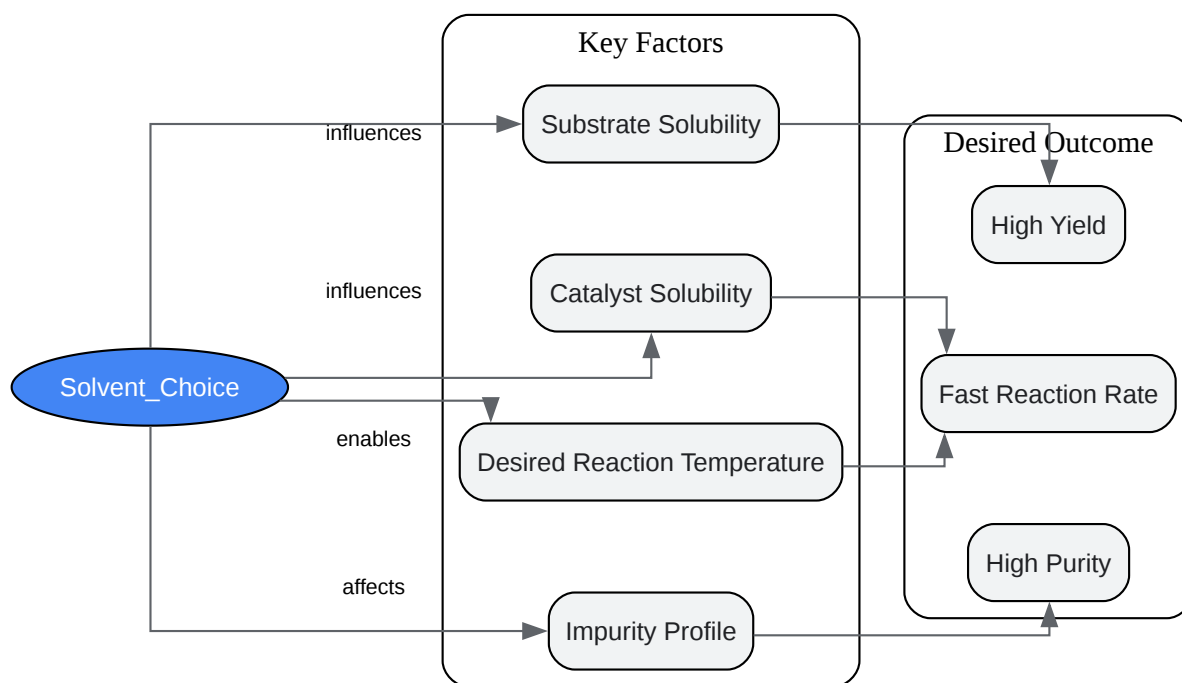 Key Factors
influences
Substrate Solubility
Desired Outcome
High Yield
influences
Catalyst Solubility
Solvent_Choice
Fast Reaction Rate
enables
Desired Reaction Temperature
High Purity
affects
Impurity Profile